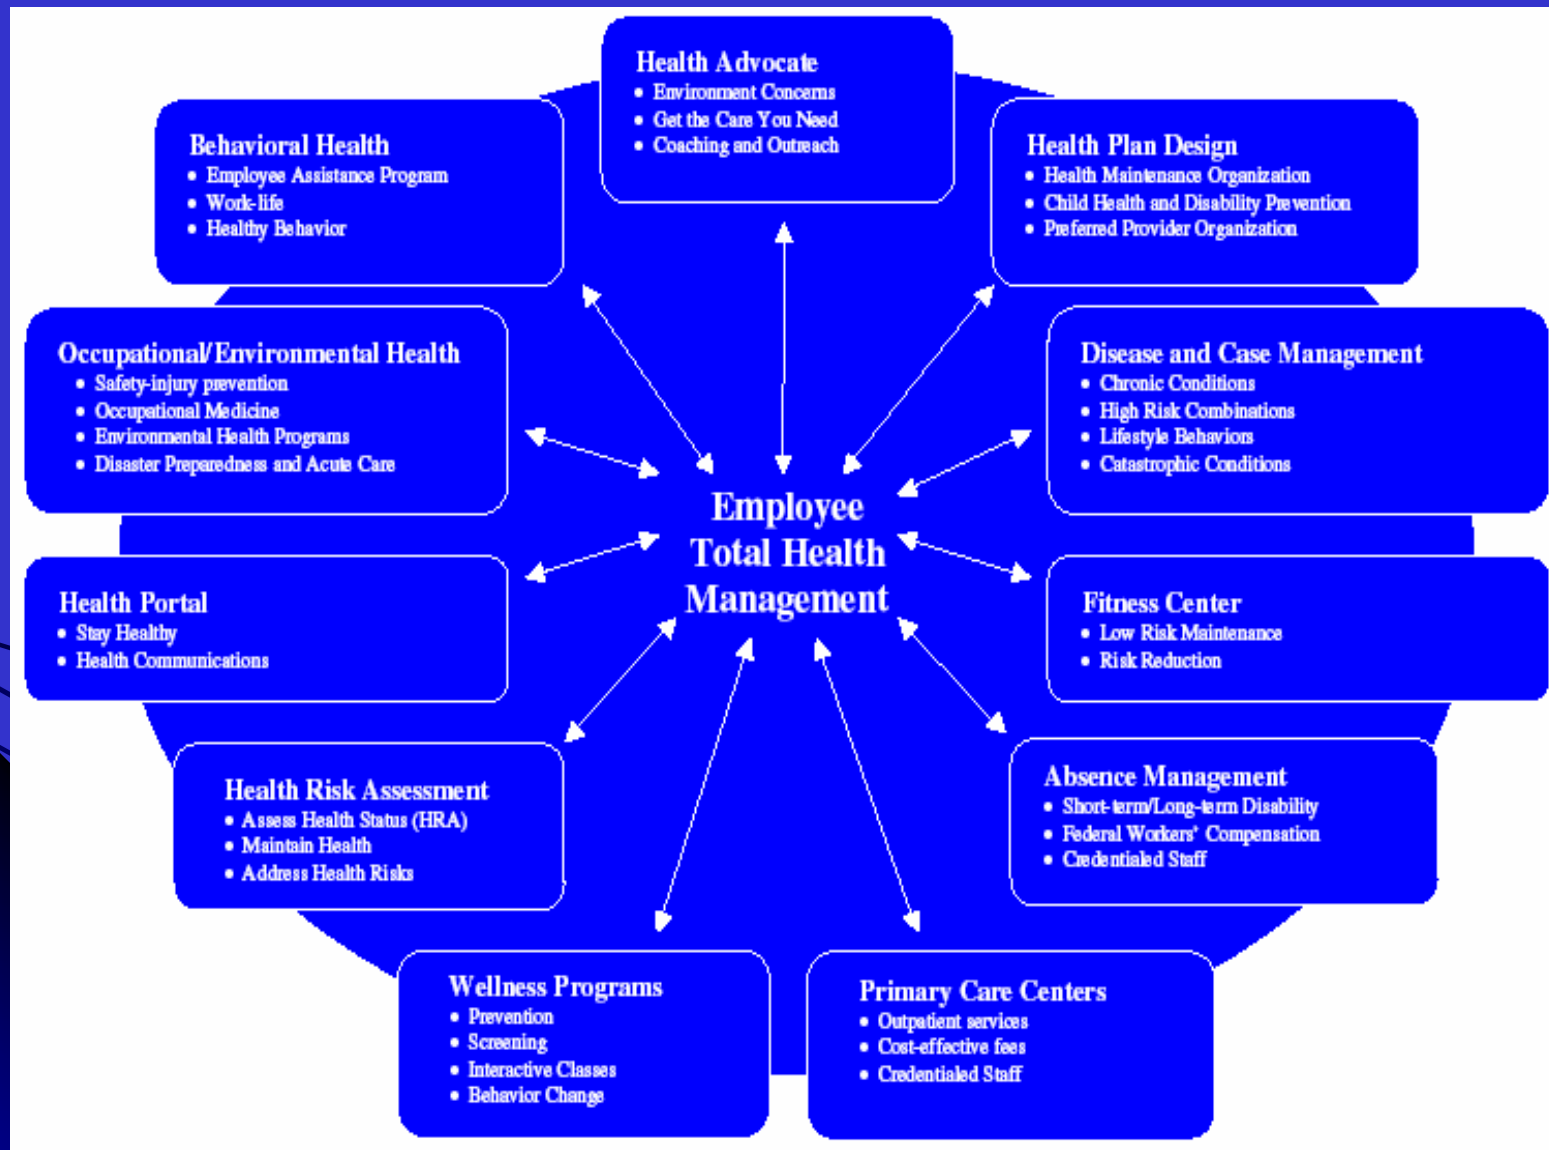 Health Advocate
• Environment Concerns
• Get the Care You Need
• Coaching and Outreach
Behavioral Health
• Employee Assistance Program
• Work-life
• Healthy Behavior
Health Plan Design
• Health Maintenance Organization
• Child Health and Disability Prevention
• Preferred Provider Organization
Occupational/Environmental Health
• Safety-injury prevention
• Occupational Medicine
• Environmental Health Programs
• Disaster Preparedness and Acute Care
Disease and Case Management
• Chronic Conditions
• High Risk Combinations
• Lifestyle Behaviors
• Catastrophic Conditions
Employee
Total Health
Management
Health Portal
• Stay Healthy
• Health Communications
Fitness Center
• Low Risk Maintenance
• Risk Reduction
Health Risk Assessment
• Assess Health Status (HRA)
• Maintain Health
• Address Health Risks
Absence Management
• Short-term/Long-term Disability
• Federal Workers' Compensation
• Credentialed Staff
Wellness Programs
• Prevention
• Screening
• Interactive Classes
• Behavior Change
Primary Care Centers
• Outpatient services
• Cost-effective fees
• Credentialed Staff